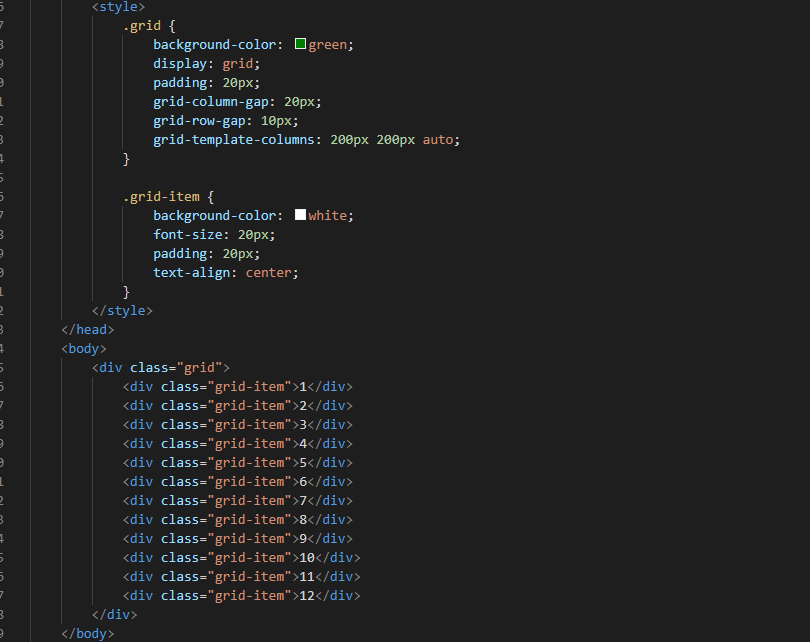 6 <style>
7 .grid {
8 background-color: green;
9 display: grid;
0 padding: 20px;
1 grid-column-gap: 20px;
2 grid-row-gap: 10px;
3 grid-template-columns: 200px 200px auto;
4 }
5
6 .grid-item {
7 background-color: white;
8 font-size: 20px;
9 padding: 20px;
0 text-align: center;
1 }
2 </style>
3 </head>
4 <body>
5 <div class="grid">
6 <div class="grid-item">1</div>
7 <div class="grid-item">2</div>
8 <div class="grid-item">3</div>
9 <div class="grid-item">4</div>
0 <div class="grid-item">5</div>
1 <div class="grid-item">6</div>
2 <div class="grid-item">7</div>
3 <div class="grid-item">8</div>
4 <div class="grid-item">9</div>
5 <div class="grid-item">10</div>
6 <div class="grid-item">11</div>
7 <div class="grid-item">12</div>
8 </div>
9 </body>